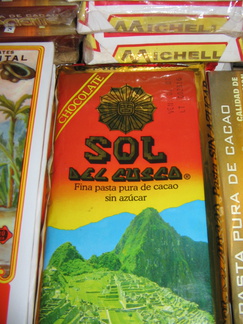 MICHELL
MICHELL
CHOCOLATE
SOL
DEL CUSCO®
Fina pasta pura de cacao
sin azúcar
PASTA PURA DE CACAO
CALIDAD DE